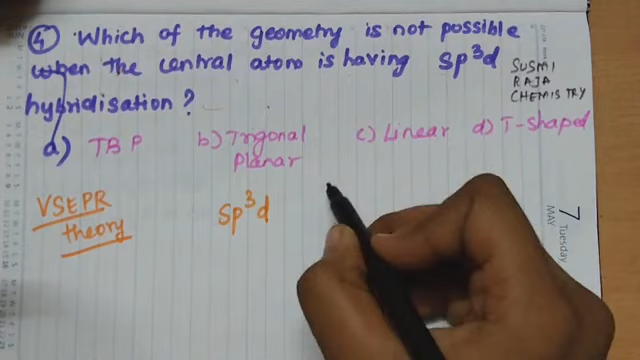 ④ Which of the geometry is not possible
when the central atom is having sp³d
hybridisation?
SUSMI
RAJA
CHEMISTRY
a) TBP b) Trigonal Planar c) Linear d) T-shaped
VSEPR theory
sp³d
7 Tuesday
MAY